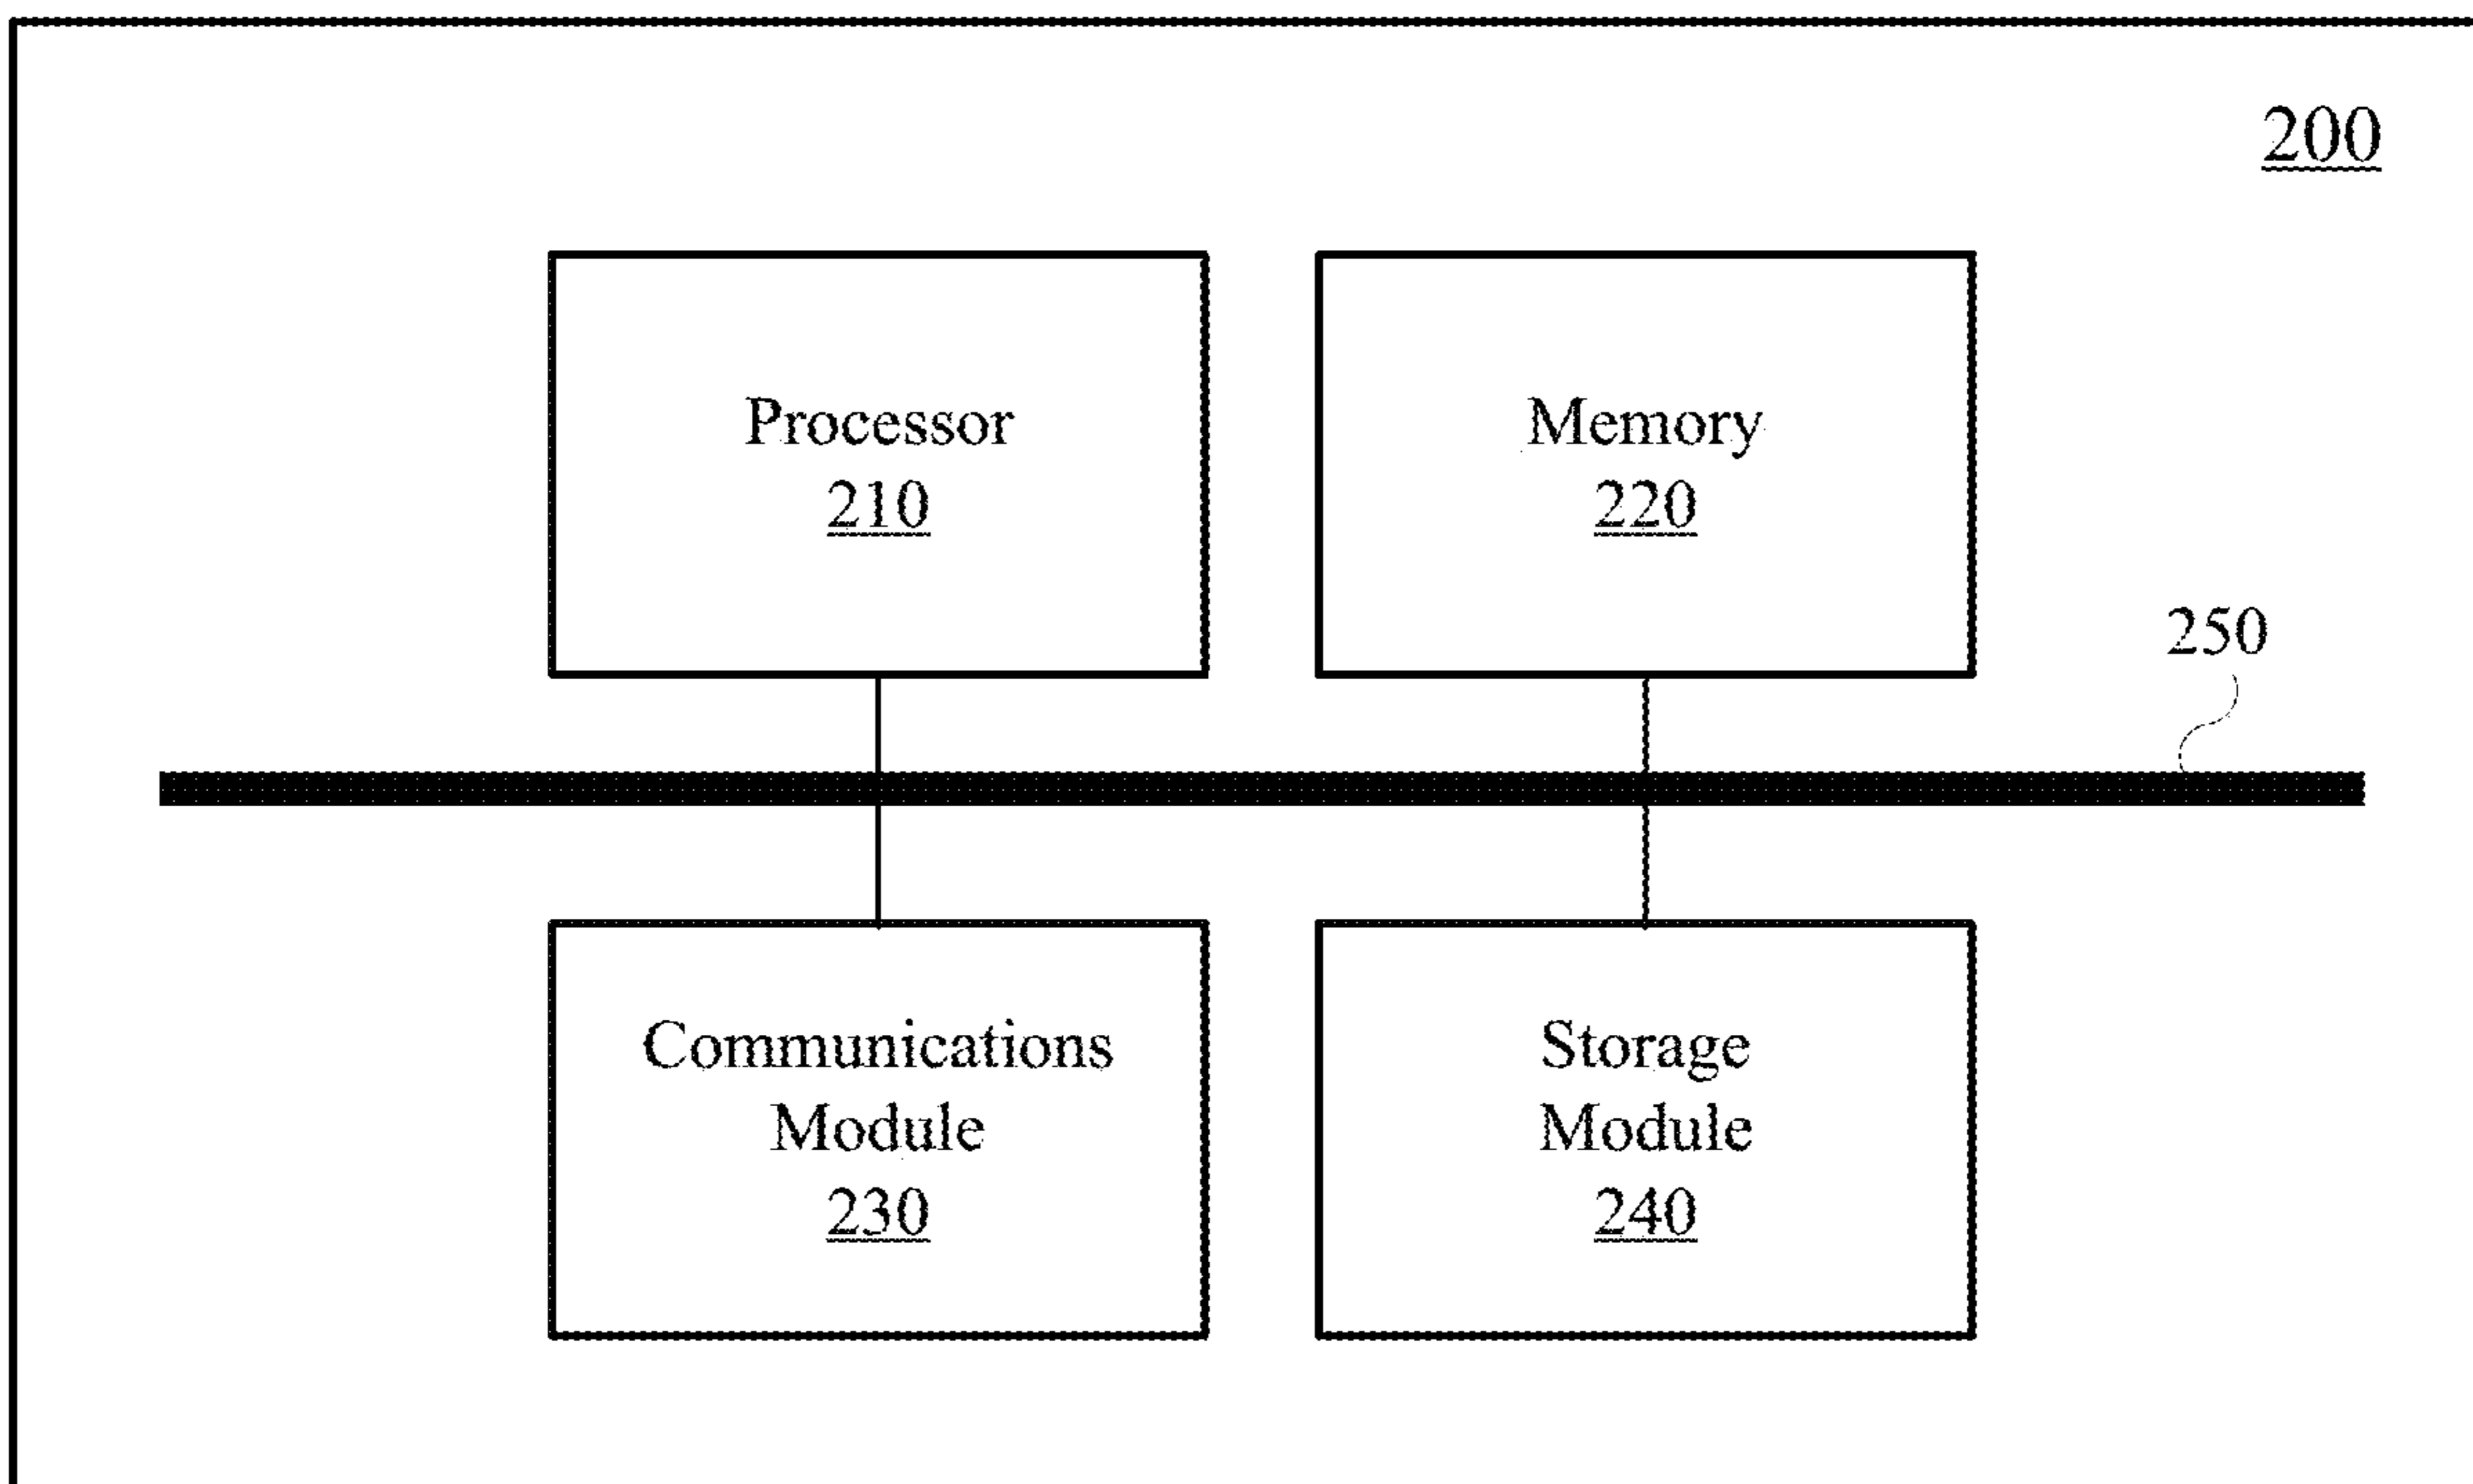 200
Processor
210
Memory
220
250
Communications
Module
230
Storage
Module
240